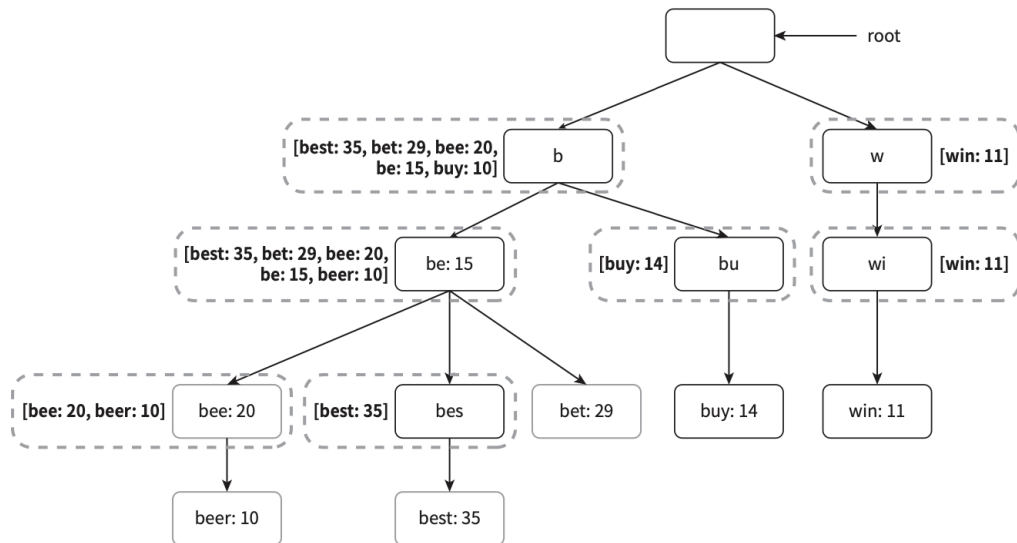 root
[best: 35, bet: 29, bee: 20,
be: 15, buy: 10]
b
w
[win: 11]
[best: 35, bet: 29, bee: 20,
be: 15, beer: 10]
be: 15
[buy: 14]
bu
wi
[win: 11]
[bee: 20, beer: 10]
bee: 20
[best: 35]
bes
bet: 29
buy: 14
win: 11
beer: 10
best: 35